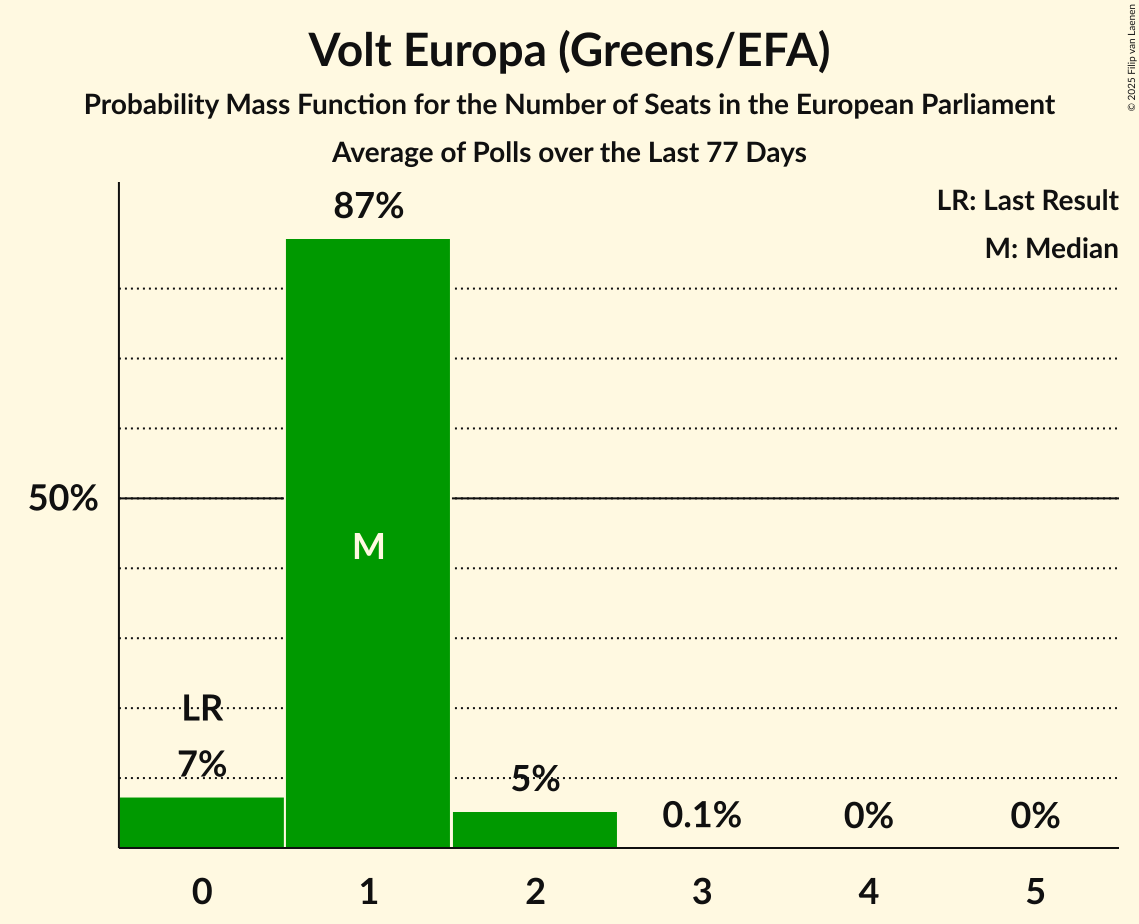 Volt Europa (Greens/EFA)
Probability Mass Function for the Number of Seats in the European Parliament
Average of Polls over the Last 77 Days
© 2025 Filip van Laenen
LR: Last Result
M: Median
87%
50%
M
LR
7%
5%
0.1%
0%
0%
0 1 2 3 4 5